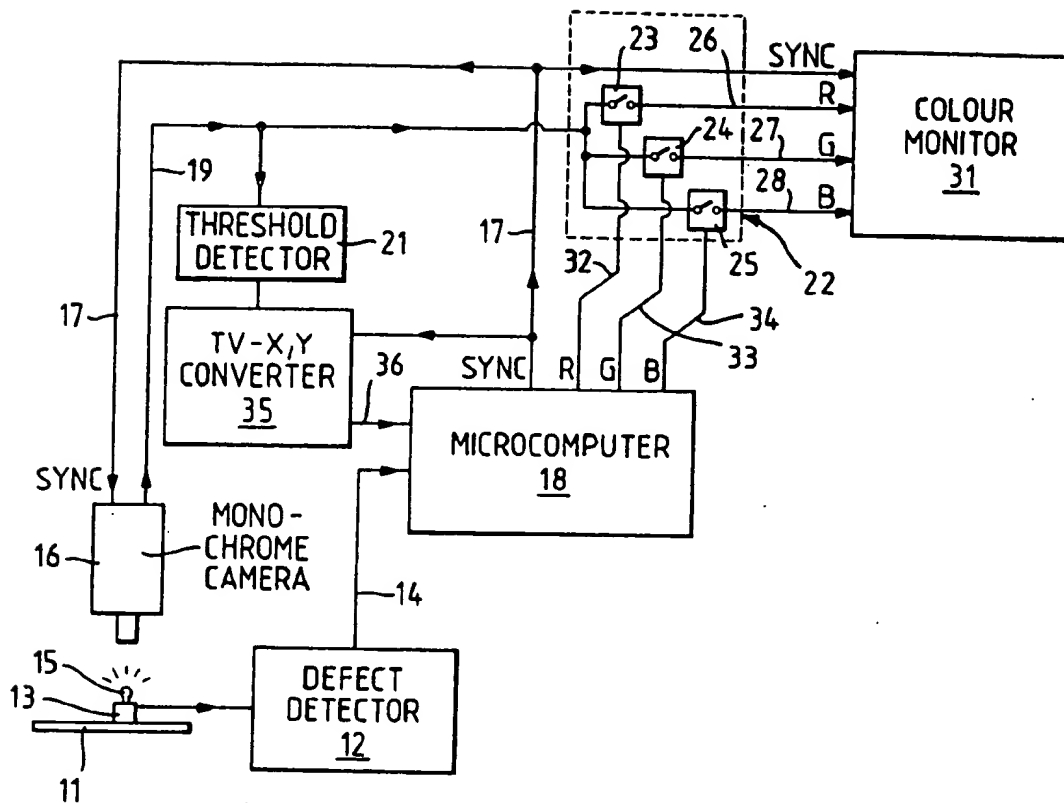 23
26
SYNC
R
COLOUR
MONITOR
31
24
27
G
28
B
19
THRESHOLD
DETECTOR
21
17
25
22
32
17
TV-X,Y
CONVERTER
35
36
SYNC
R
G
B
33
34
MICROCOMPUTER
18
SYNC
16
MONO-
CHROME
CAMERA
14
15
13
DEFECT
DETECTOR
12
11